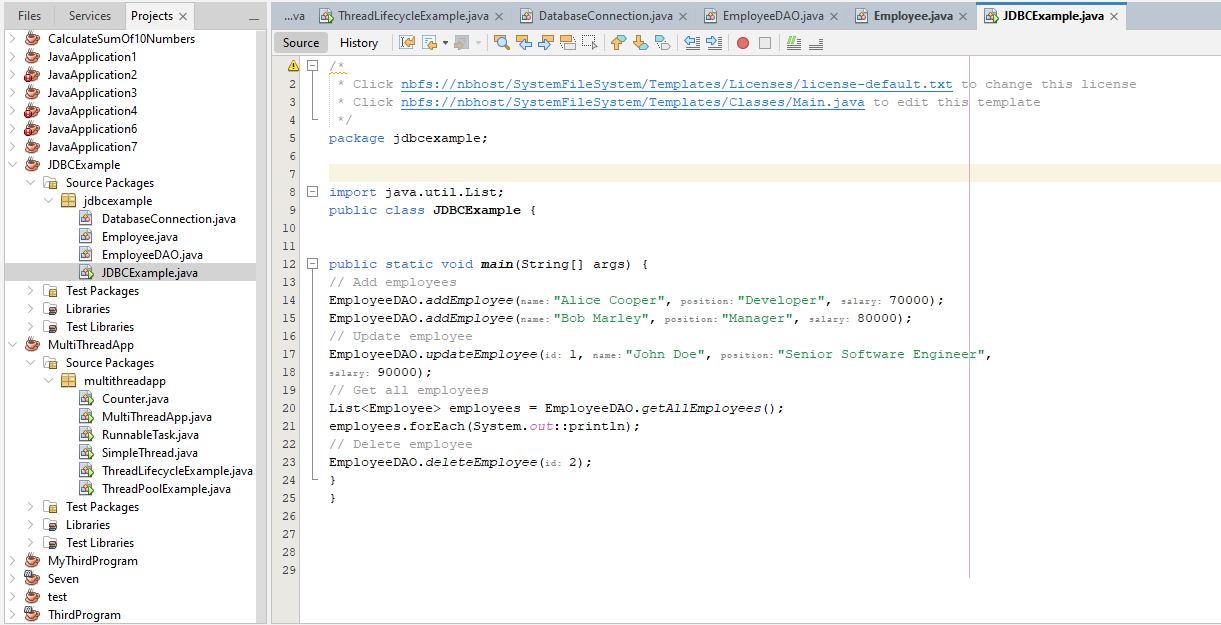 Files Services Projects
CalculateSumOf10Numbers
JavaApplication1
JavaApplication2
JavaApplication3
JavaApplication4
JavaApplication6
JavaApplication7
JDBCExample
Source Packages
jdbcexample
DatabaseConnection.java
Employee.java
EmployeeDAO.java
JDBCExample.java
Test Packages
Libraries
Test Libraries
MultiThreadApp
Source Packages
multithreadapp
Counter.java
MultiThreadApp.java
RunnableTask.java
SimpleThread.java
ThreadLifecycleExample.java
ThreadPoolExample.java
Test Packages
Libraries
Test Libraries
MyThirdProgram
Seven
test
ThirdProgram
...va ThreadLifecycleExample.java DatabaseConnection.java EmployeeDAO.java Employee.java JDBCExample.java
Source History
/*
2 * Click nbfs://nbhost/SystemFileSystem/Templates/Licenses/license-default.txt to change this license
3 * Click nbfs://nbhost/SystemFileSystem/Templates/Classes/Main.java to edit this template
4 */
5 package jdbcexample;
6
7
8 import java.util.List;
9 public class JDBCExample {
10
11
12 public static void main(String[] args) {
13 // Add employees
14 EmployeeDAO.addEmployee(name: "Alice Cooper", position: "Developer", salary: 70000);
15 EmployeeDAO.addEmployee(name: "Bob Marley", position: "Manager", salary: 80000);
16 // Update employee
17 EmployeeDAO.updateEmployee(id: 1, name: "John Doe", position: "Senior Software Engineer",
18 salary: 90000);
19 // Get all employees
20 List<Employee> employees = EmployeeDAO.getAllEmployees();
21 employees.forEach(System.out::println);
22 // Delete employee
23 EmployeeDAO.deleteEmployee(id: 2);
24 }
25 }
26
27
28
29